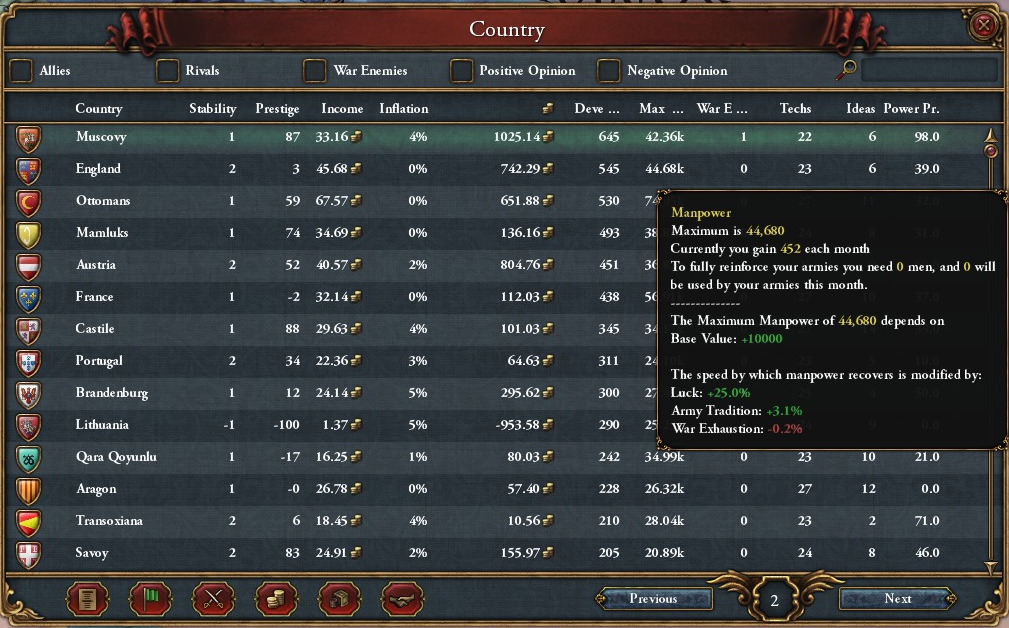 Country
Allies Rivals War Enemies Positive Opinion Negative Opinion
Country Stability Prestige Income Inflation Deve ... Max ... War E ... Techs Ideas Power Pr.
Muscovy 1 87 33.16 4% 1025.14 645 42.36k 1 22 6 98.0
England 2 3 45.68 0% 742.29 545 44.68k 0 23 6 39.0
Ottomans 1 59 67.57 0% 651.88 530
Mamluks 1 74 34.69 0% 136.16 493
Austria 2 52 40.57 2% 804.76 451
France 1 -2 32.14 0% 112.03 438
Castile 1 88 29.63 4% 101.03 345
Portugal 2 34 22.36 3% 64.63 311
Brandenburg 1 12 24.14 5% 295.62 300
Lithuania -1 -100 1.37 5% -953.58 290
Qara Qoyunlu 1 -17 16.25 1% 80.03 242 34.99k 0 23 10 21.0
Aragon 1 -0 26.78 0% 57.40 228 26.32k 0 27 12 0.0
Transoxiana 2 6 18.45 4% 10.56 210 28.04k 0 23 2 71.0
Savoy 2 83 24.91 2% 155.97 205 20.89k 0 24 8 46.0
Manpower
Maximum is 44,680
Currently you gain 452 each month
To fully reinforce your armies you need 0 men, and 0 will
be used by your armies this month.
--------------
The Maximum Manpower of 44,680 depends on
Base Value: +10000
The speed by which manpower recovers is modified by:
Luck: +25.0%
Army Tradition: +3.1%
War Exhaustion: -0.2%
Previous 2 Next